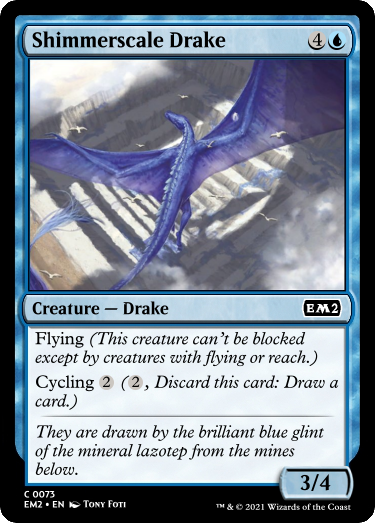 Shimmerscale Drake 4
Creature — Drake EM2
Flying (This creature can't be blocked
except by creatures with flying or reach.)
Cycling 2 (2, Discard this card: Draw a
card.)
They are drawn by the brilliant blue glint
of the mineral lazotep from the mines
below.
3/4
C 0073
EM2 • EN Tony Foti
™ & © 2021 Wizards of the Coast